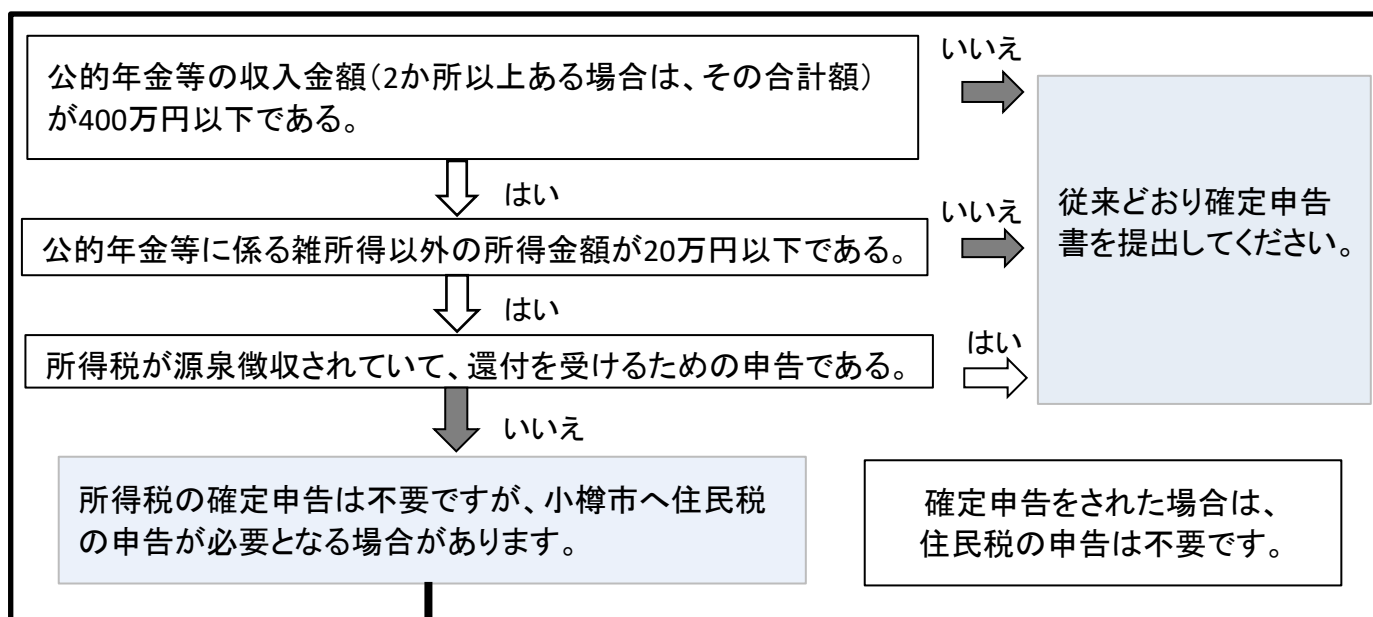 公的年金等の収入金額(2か所以上ある場合は、その合計額)
が400万円以下である。
いいえ
はい
公的年金等に係る雑所得以外の所得金額が20万円以下である。
いいえ
従来どおり確定申告
書を提出してください。
はい
所得税が源泉徴収されていて、還付を受けるための申告である。
はい
いいえ
所得税の確定申告は不要ですが、小樽市へ住民税
の申告が必要となる場合があります。
確定申告をされた場合は、
住民税の申告は不要です。